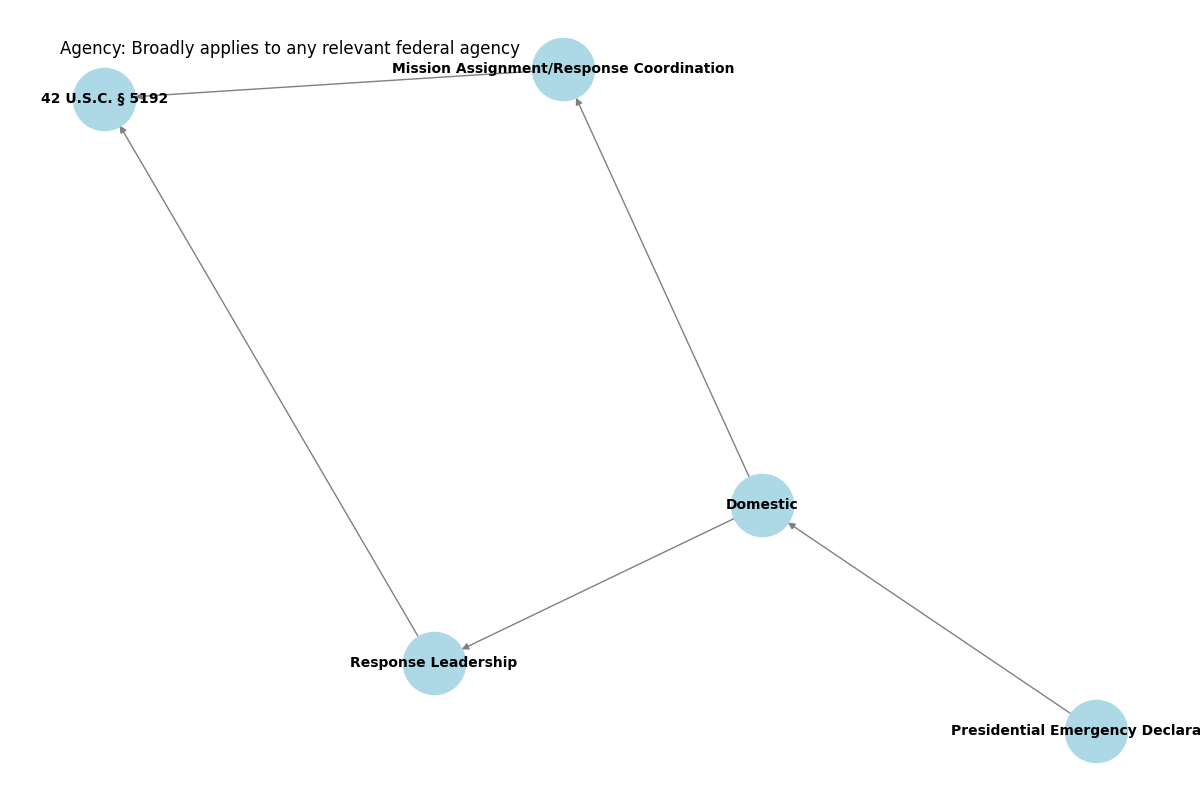 Agency: Broadly applies to any relevant federal agency
Mission Assignment/Response Coordination
42 U.S.C. § 5192
Domestic
Response Leadership
Presidential Emergency Declara